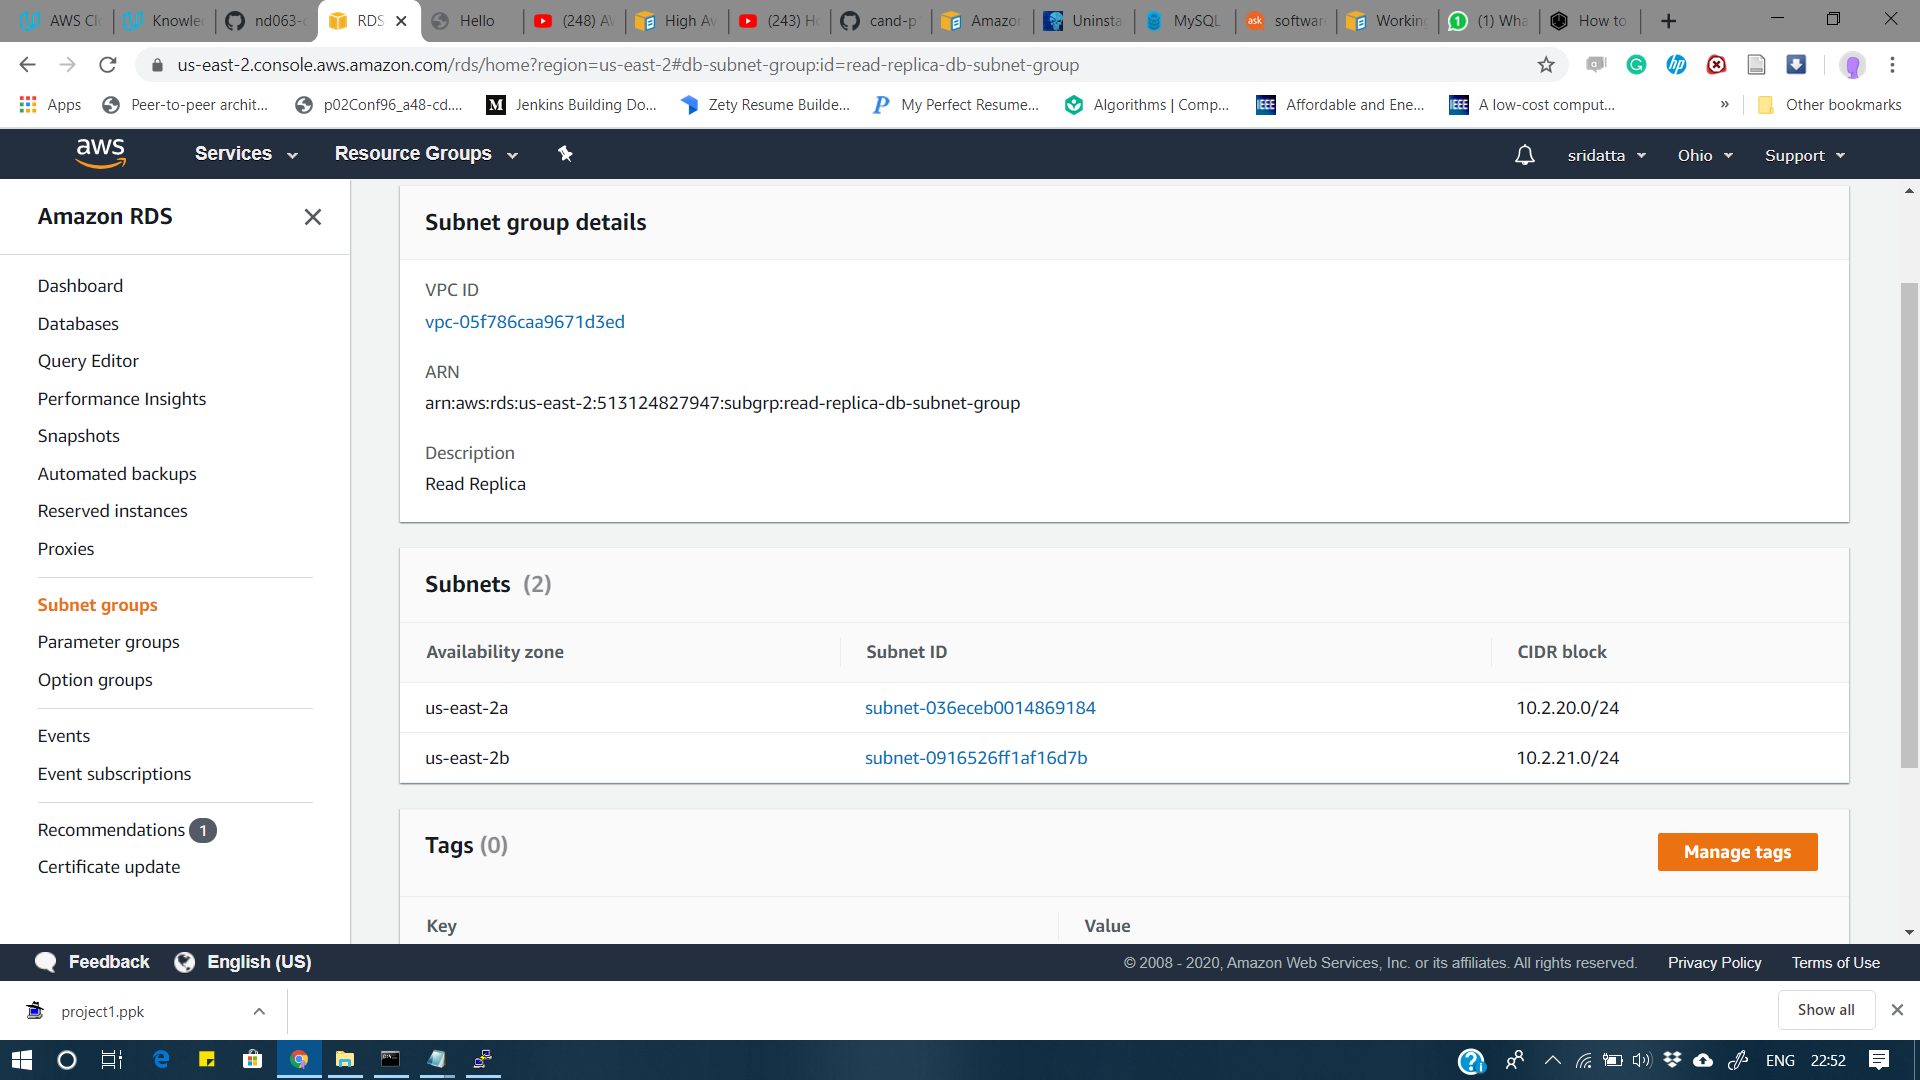 AWS Cl
Knowle
nd063-c
RDS
Hello
(248) A
High Av
(243) H
cand-p
Amazon
Uninsta
MySQL
ask
softwar
Working
1
(1) Wha
How to
us-east-2.console.aws.amazon.com/rds/home?region=us-east-2#db-subnet-group:id=read-replica-db-subnet-group
Apps
Peer-to-peer archit...
p02Conf96_a48-cd....
Jenkins Building Do...
Zety Resume Builde...
My Perfect Resume...
Algorithms | Comp...
IEEE
Affordable and Ene...
IEEE
A low-cost comput...
»
Other bookmarks
aws
Services
Resource Groups
sridatta
Ohio
Support
Amazon RDS
Dashboard
Databases
Query Editor
Performance Insights
Snapshots
Automated backups
Reserved instances
Proxies
Subnet groups
Parameter groups
Option groups
Events
Event subscriptions
Recommendations 1
Certificate update
Subnet group details
VPC ID
vpc-05f786caa9671d3ed
ARN
arn:aws:rds:us-east-2:513124827947:subgrp:read-replica-db-subnet-group
Description
Read Replica
Subnets (2)
Availability zone
Subnet ID
CIDR block
us-east-2a
subnet-036eceb0014869184
10.2.20.0/24
us-east-2b
subnet-0916526ff1af16d7b
10.2.21.0/24
Tags (0)
Manage tags
Key
Value
Feedback
English (US)
© 2008 - 2020, Amazon Web Services, Inc. or its affiliates. All rights reserved.
Privacy Policy
Terms of Use
project1.ppk
Show all
ENG
22:52